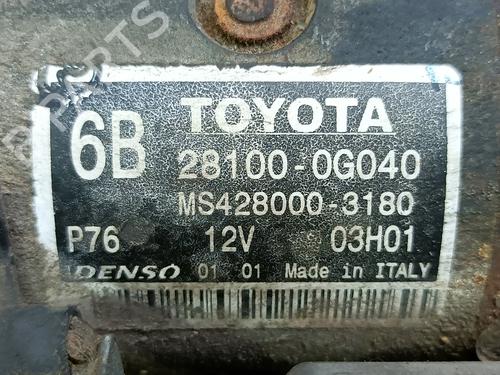 6B TOYOTA
28100-0G040
MS428000-3180
P76 12V 03H01
DENSO 01 01 Made in ITALY